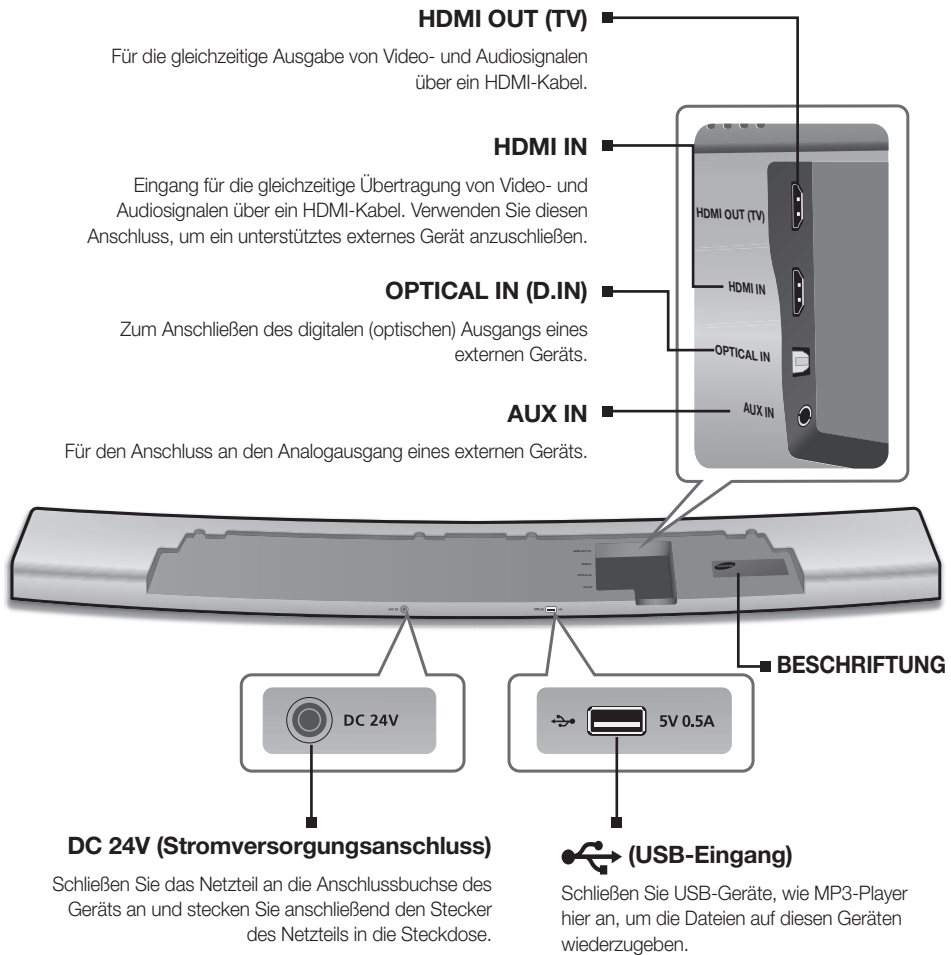 HDMI OUT (TV)
Für die gleichzeitige Ausgabe von Video- und Audiosignalen
über ein HDMI-Kabel.
HDMI IN
Eingang für die gleichzeitige Übertragung von Video- und
Audiosignalen über ein HDMI-Kabel. Verwenden Sie diesen
Anschluss, um ein unterstütztes externes Gerät anzuschließen.
OPTICAL IN (D.IN)
Zum Anschließen des digitalen (optischen) Ausgangs eines
externen Geräts.
AUX IN
Für den Anschluss an den Analogausgang eines externen Geräts.
HDMI OUT (TV)
HDMI IN
OPTICAL IN
AUX IN
BESCHRIFTUNG
DC 24V
5V 0.5A
DC 24V (Stromversorgungsanschluss)
Schließen Sie das Netzteil an die Anschlussbuchse des
Geräts an und stecken Sie anschließend den Stecker
des Netzteils in die Steckdose.
(USB-Eingang)
Schließen Sie USB-Geräte, wie MP3-Player
hier an, um die Dateien auf diesen Geräten
wiederzugeben.